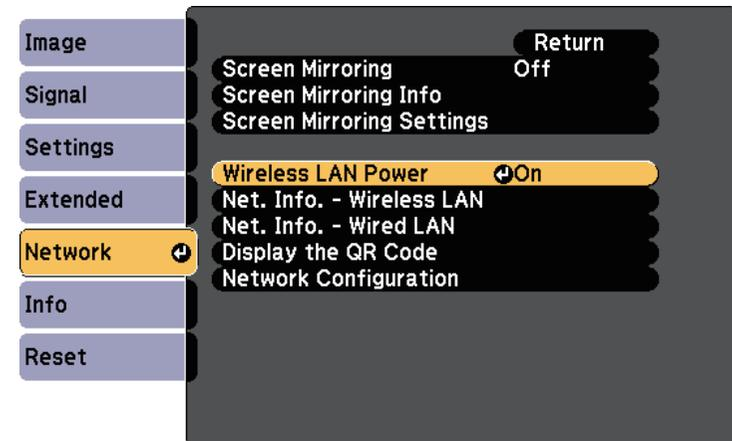 Image
Signal
Settings
Extended
Network
Info
Reset
Return
Screen Mirroring Off
Screen Mirroring Info
Screen Mirroring Settings
Wireless LAN Power On
Net. Info. - Wireless LAN
Net. Info. - Wired LAN
Display the QR Code
Network Configuration